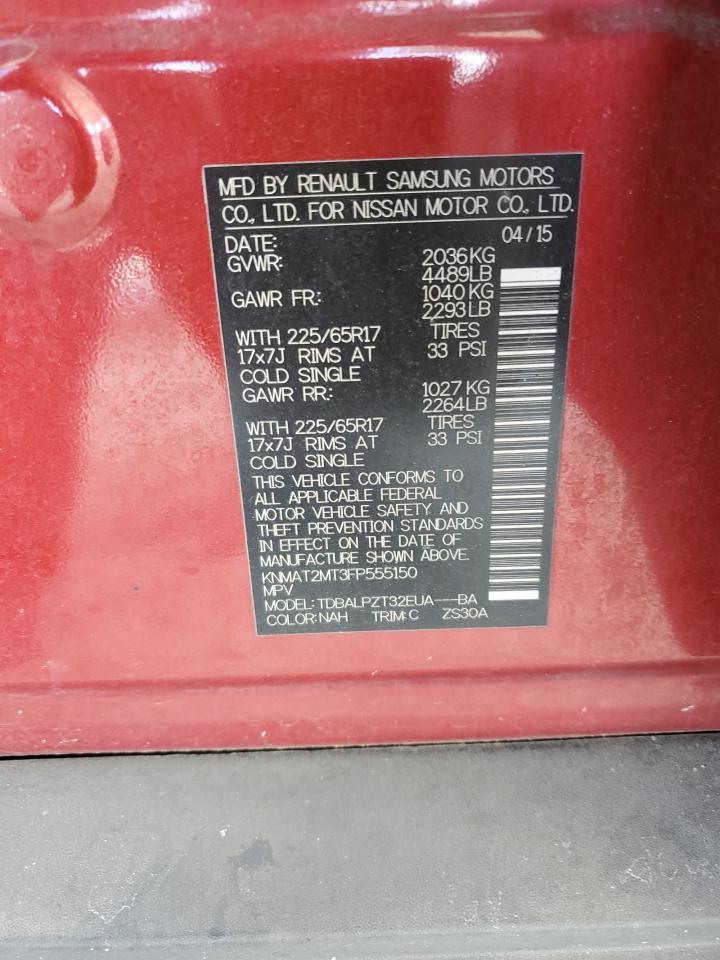 MFD BY RENAULT SAMSUNG MOTORS
CO., LTD. FOR NISSAN MOTOR CO., LTD.
DATE: 04/15
GVWR: 2036KG
4489LB
GAWR FR: 1040KG
2293LB
WITH 225/65R17 TIRES
17x7J RIMS AT 33 PSI
COLD SINGLE
GAWR RR: 1027KG
2264LB
WITH 225/65R17 TIRES
17x7J RIMS AT 33 PSI
COLD SINGLE
THIS VEHICLE CONFORMS TO
ALL APPLICABLE FEDERAL
MOTOR VEHICLE SAFETY AND
THEFT PREVENTION STANDARDS
IN EFFECT ON THE DATE OF
MANUFACTURE SHOWN ABOVE.
KNMAT2MT3FP555150
MPV
MODEL: TDBALPZT32EUA---BA
COLOR: NAH TRIM: C ZS30A